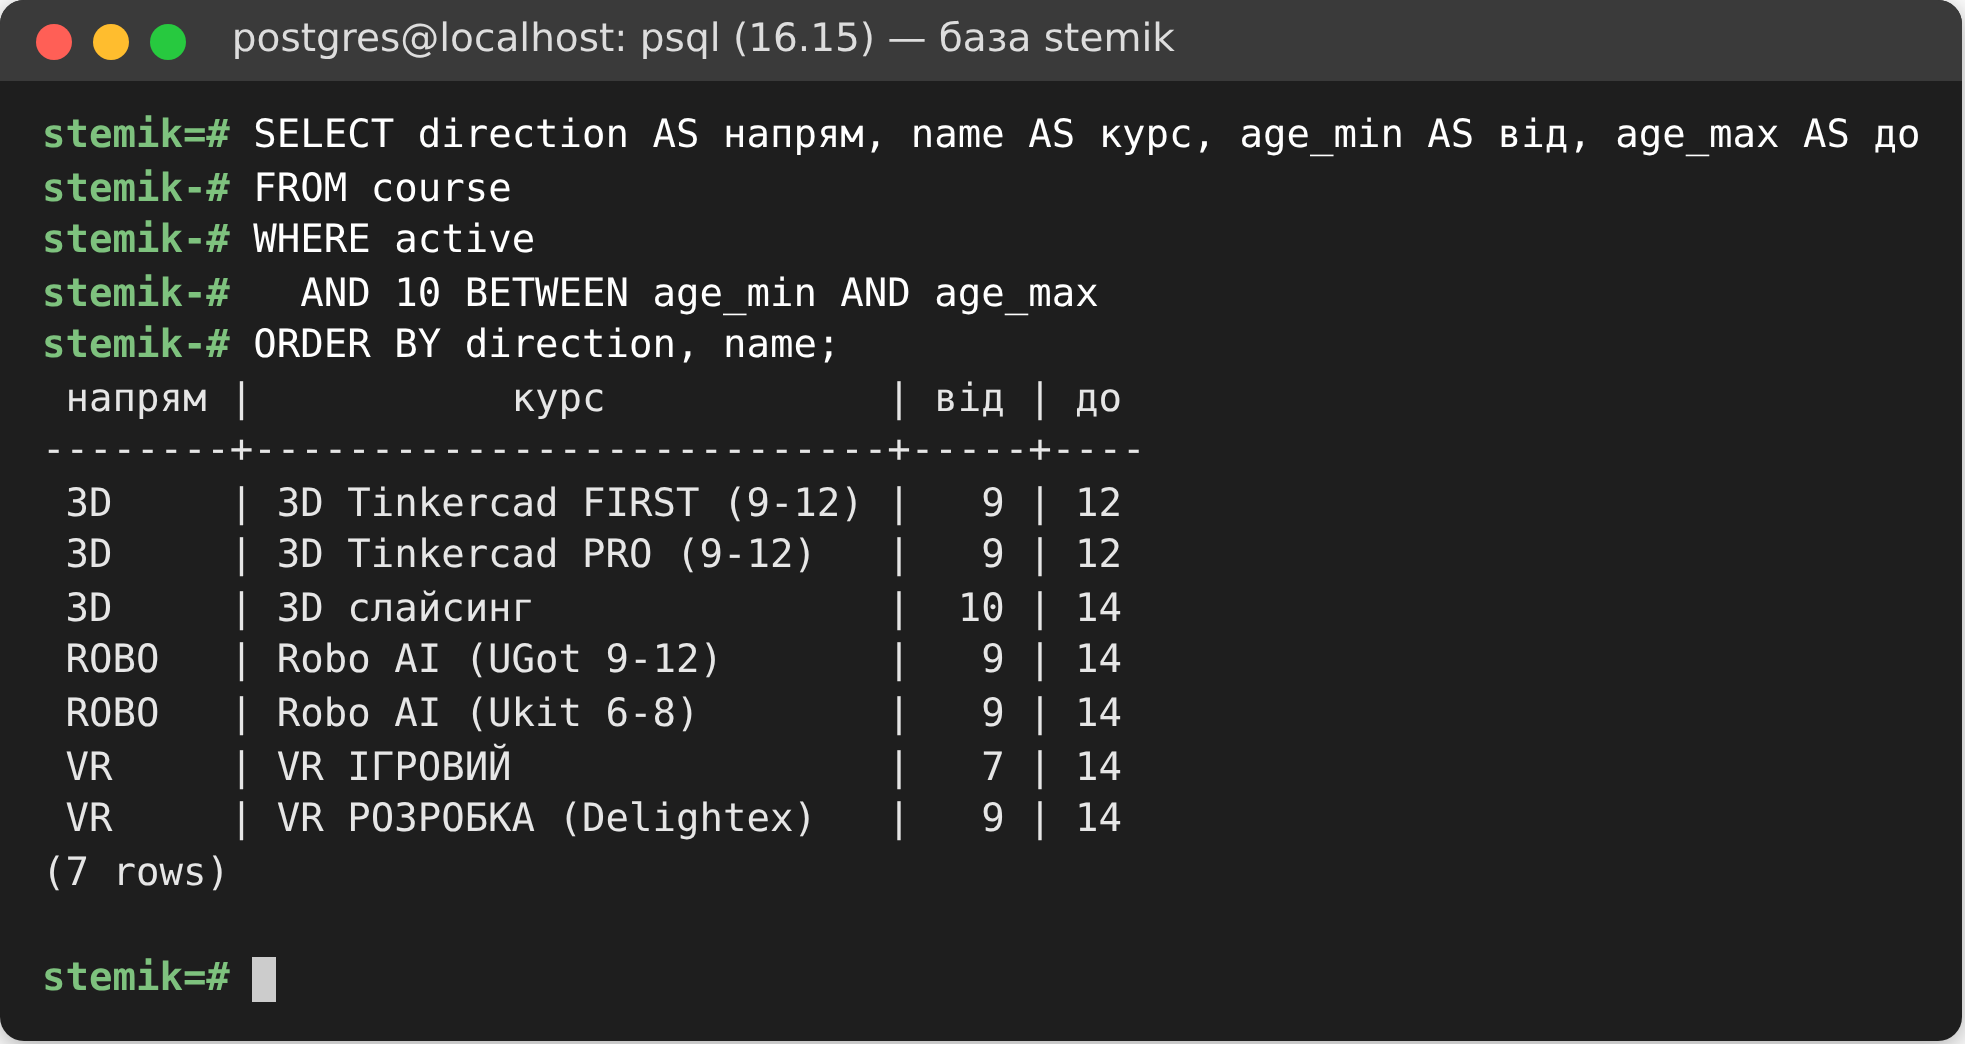 postgres@localhost: psql (16.15) — база stemik
stemik=# SELECT direction AS напрям, name AS курс, age_min AS від, age_max AS до
stemik-# FROM course
stemik-# WHERE active
stemik-#   AND 10 BETWEEN age_min AND age_max
stemik-# ORDER BY direction, name;
 напрям |           курс            | від | до
--------+---------------------------+-----+----
 3D     | 3D Tinkercad FIRST (9-12) |   9 | 12
 3D     | 3D Tinkercad PRO (9-12)   |   9 | 12
 3D     | 3D слайсинг               |  10 | 14
 ROBO   | Robo AI (UGot 9-12)       |   9 | 14
 ROBO   | Robo AI (Ukit 6-8)        |   9 | 14
 VR     | VR ІГРОВИЙ                |   7 | 14
 VR     | VR РОЗРОБКА (Delightex)   |   9 | 14
(7 rows)
stemik=#